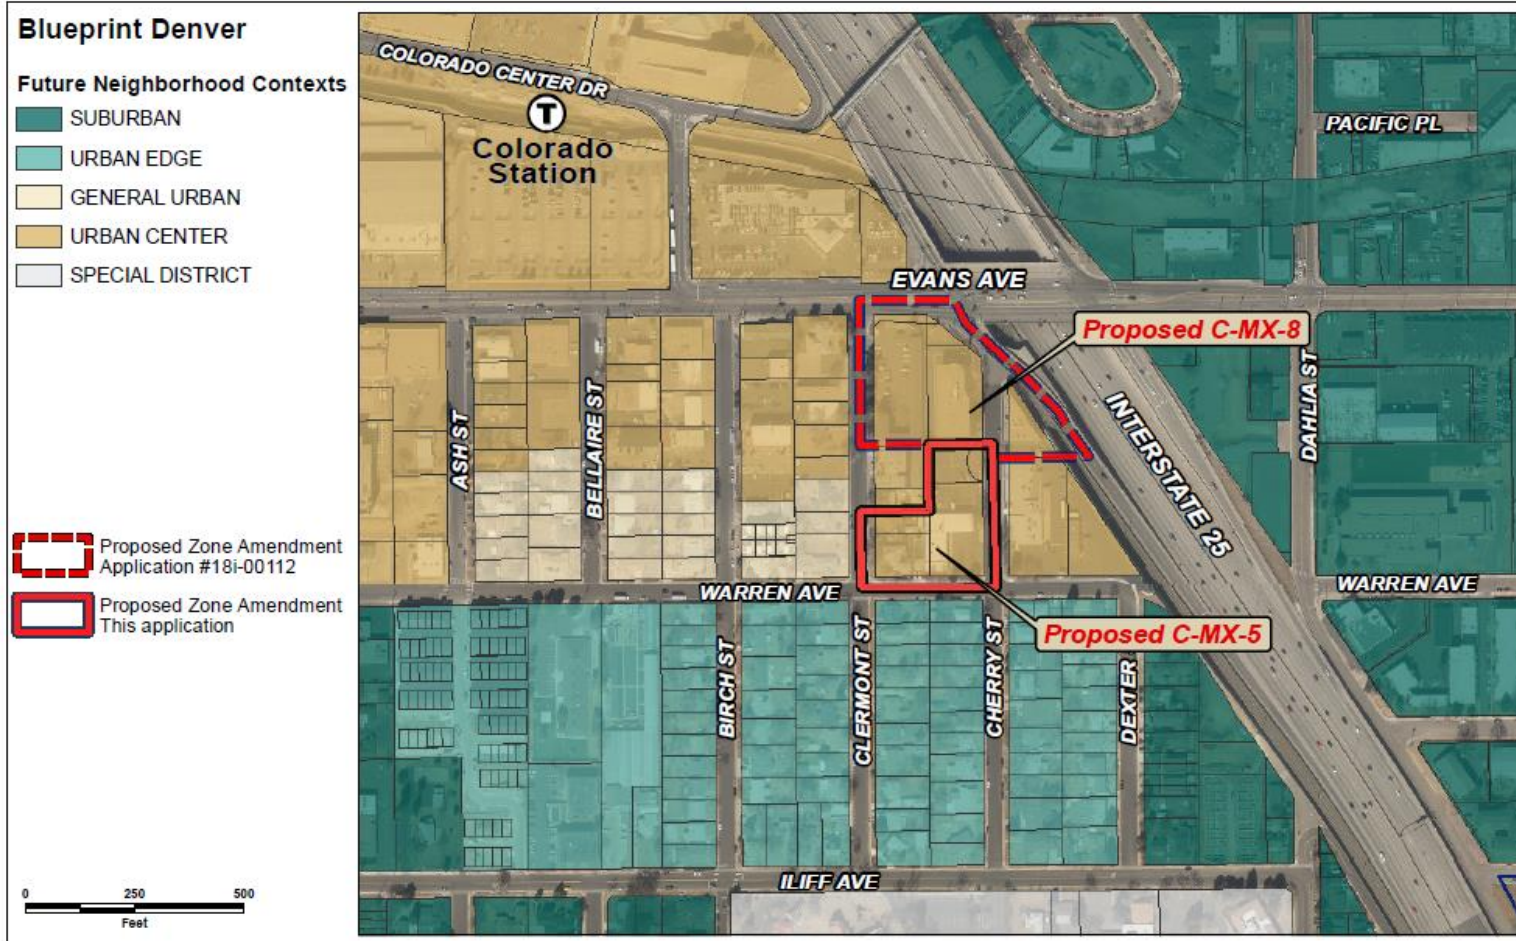 Blueprint Denver
Future Neighborhood Contexts
SUBURBAN
URBAN EDGE
GENERAL URBAN
URBAN CENTER
SPECIAL DISTRICT
Proposed Zone Amendment
Application #18i-00112
Proposed Zone Amendment
This application
0 250 500
Feet
COLORADO CENTER DR
T
Colorado
Station
PACIFIC PL
EVANS AVE
Proposed C-MX-8
ASH ST
BELLAIRE ST
INTERSTATE 25
DAHLIA ST
WARREN AVE
WARREN AVE
Proposed C-MX-5
BIRCH ST
CLERMONT ST
CHERRY ST
DEXTER
ILIFF AVE